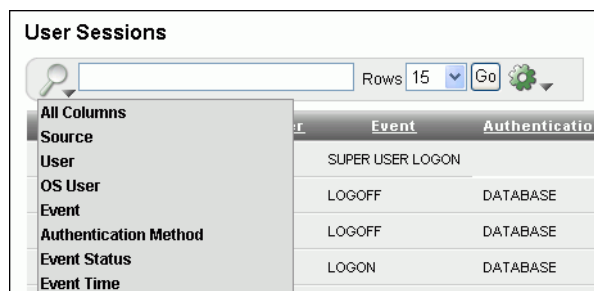 User Sessions
Rows 15 Go
All Columns
Source
User
OS User
Event
Authentication Method
Event Status
Event Time
Event
SUPER USER LOGON
LOGOFF DATABASE
LOGOFF DATABASE
LOGON DATABASE